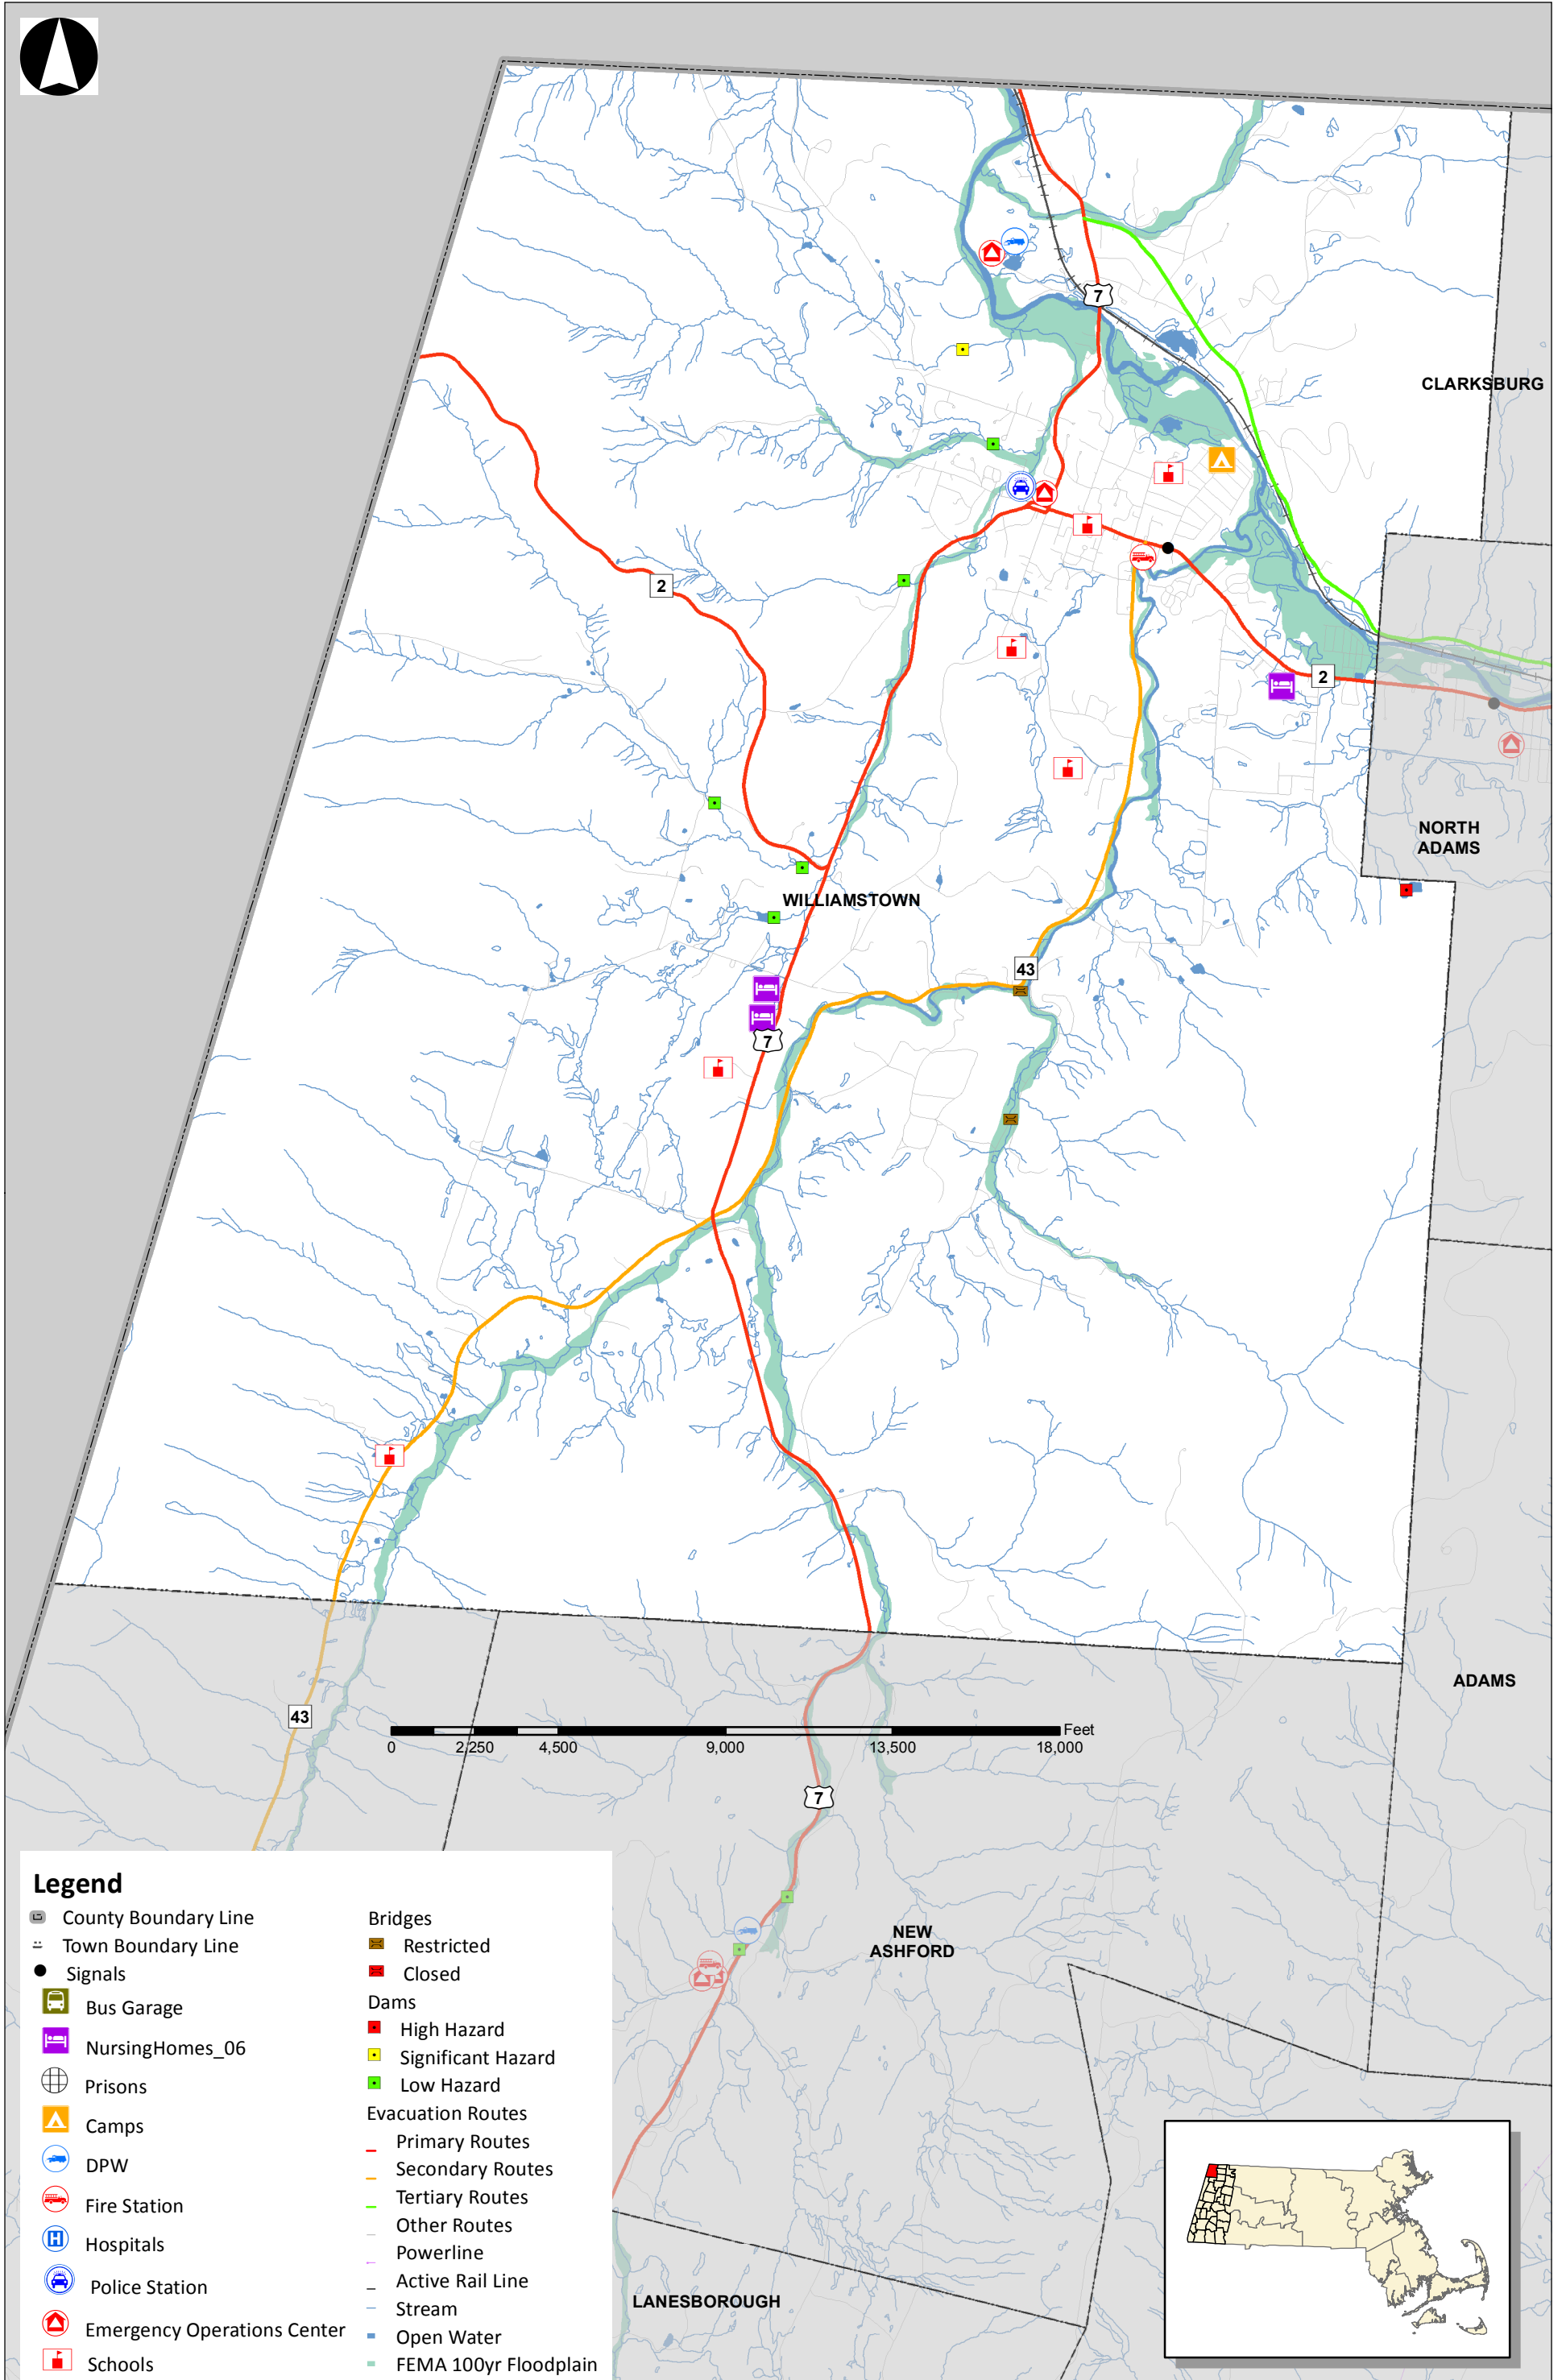 7
CLARKSBURG
2
2
NORTH
ADAMS
WILLIAMSTOWN
43
7
ADAMS
43
Feet
0 2,250 4,500 9,000 13,500 18,000
7
NEW
ASHFORD
LANESBOROUGH
Legend
County Boundary Line
Town Boundary Line
Signals
Bus Garage
NursingHomes_06
Prisons
Camps
DPW
Fire Station
H Hospitals
Police Station
Emergency Operations Center
Schools
Bridges
Restricted
Closed
Dams
High Hazard
Significant Hazard
Low Hazard
Evacuation Routes
Primary Routes
Secondary Routes
Tertiary Routes
Other Routes
Powerline
Active Rail Line
Stream
Open Water
FEMA 100yr Floodplain